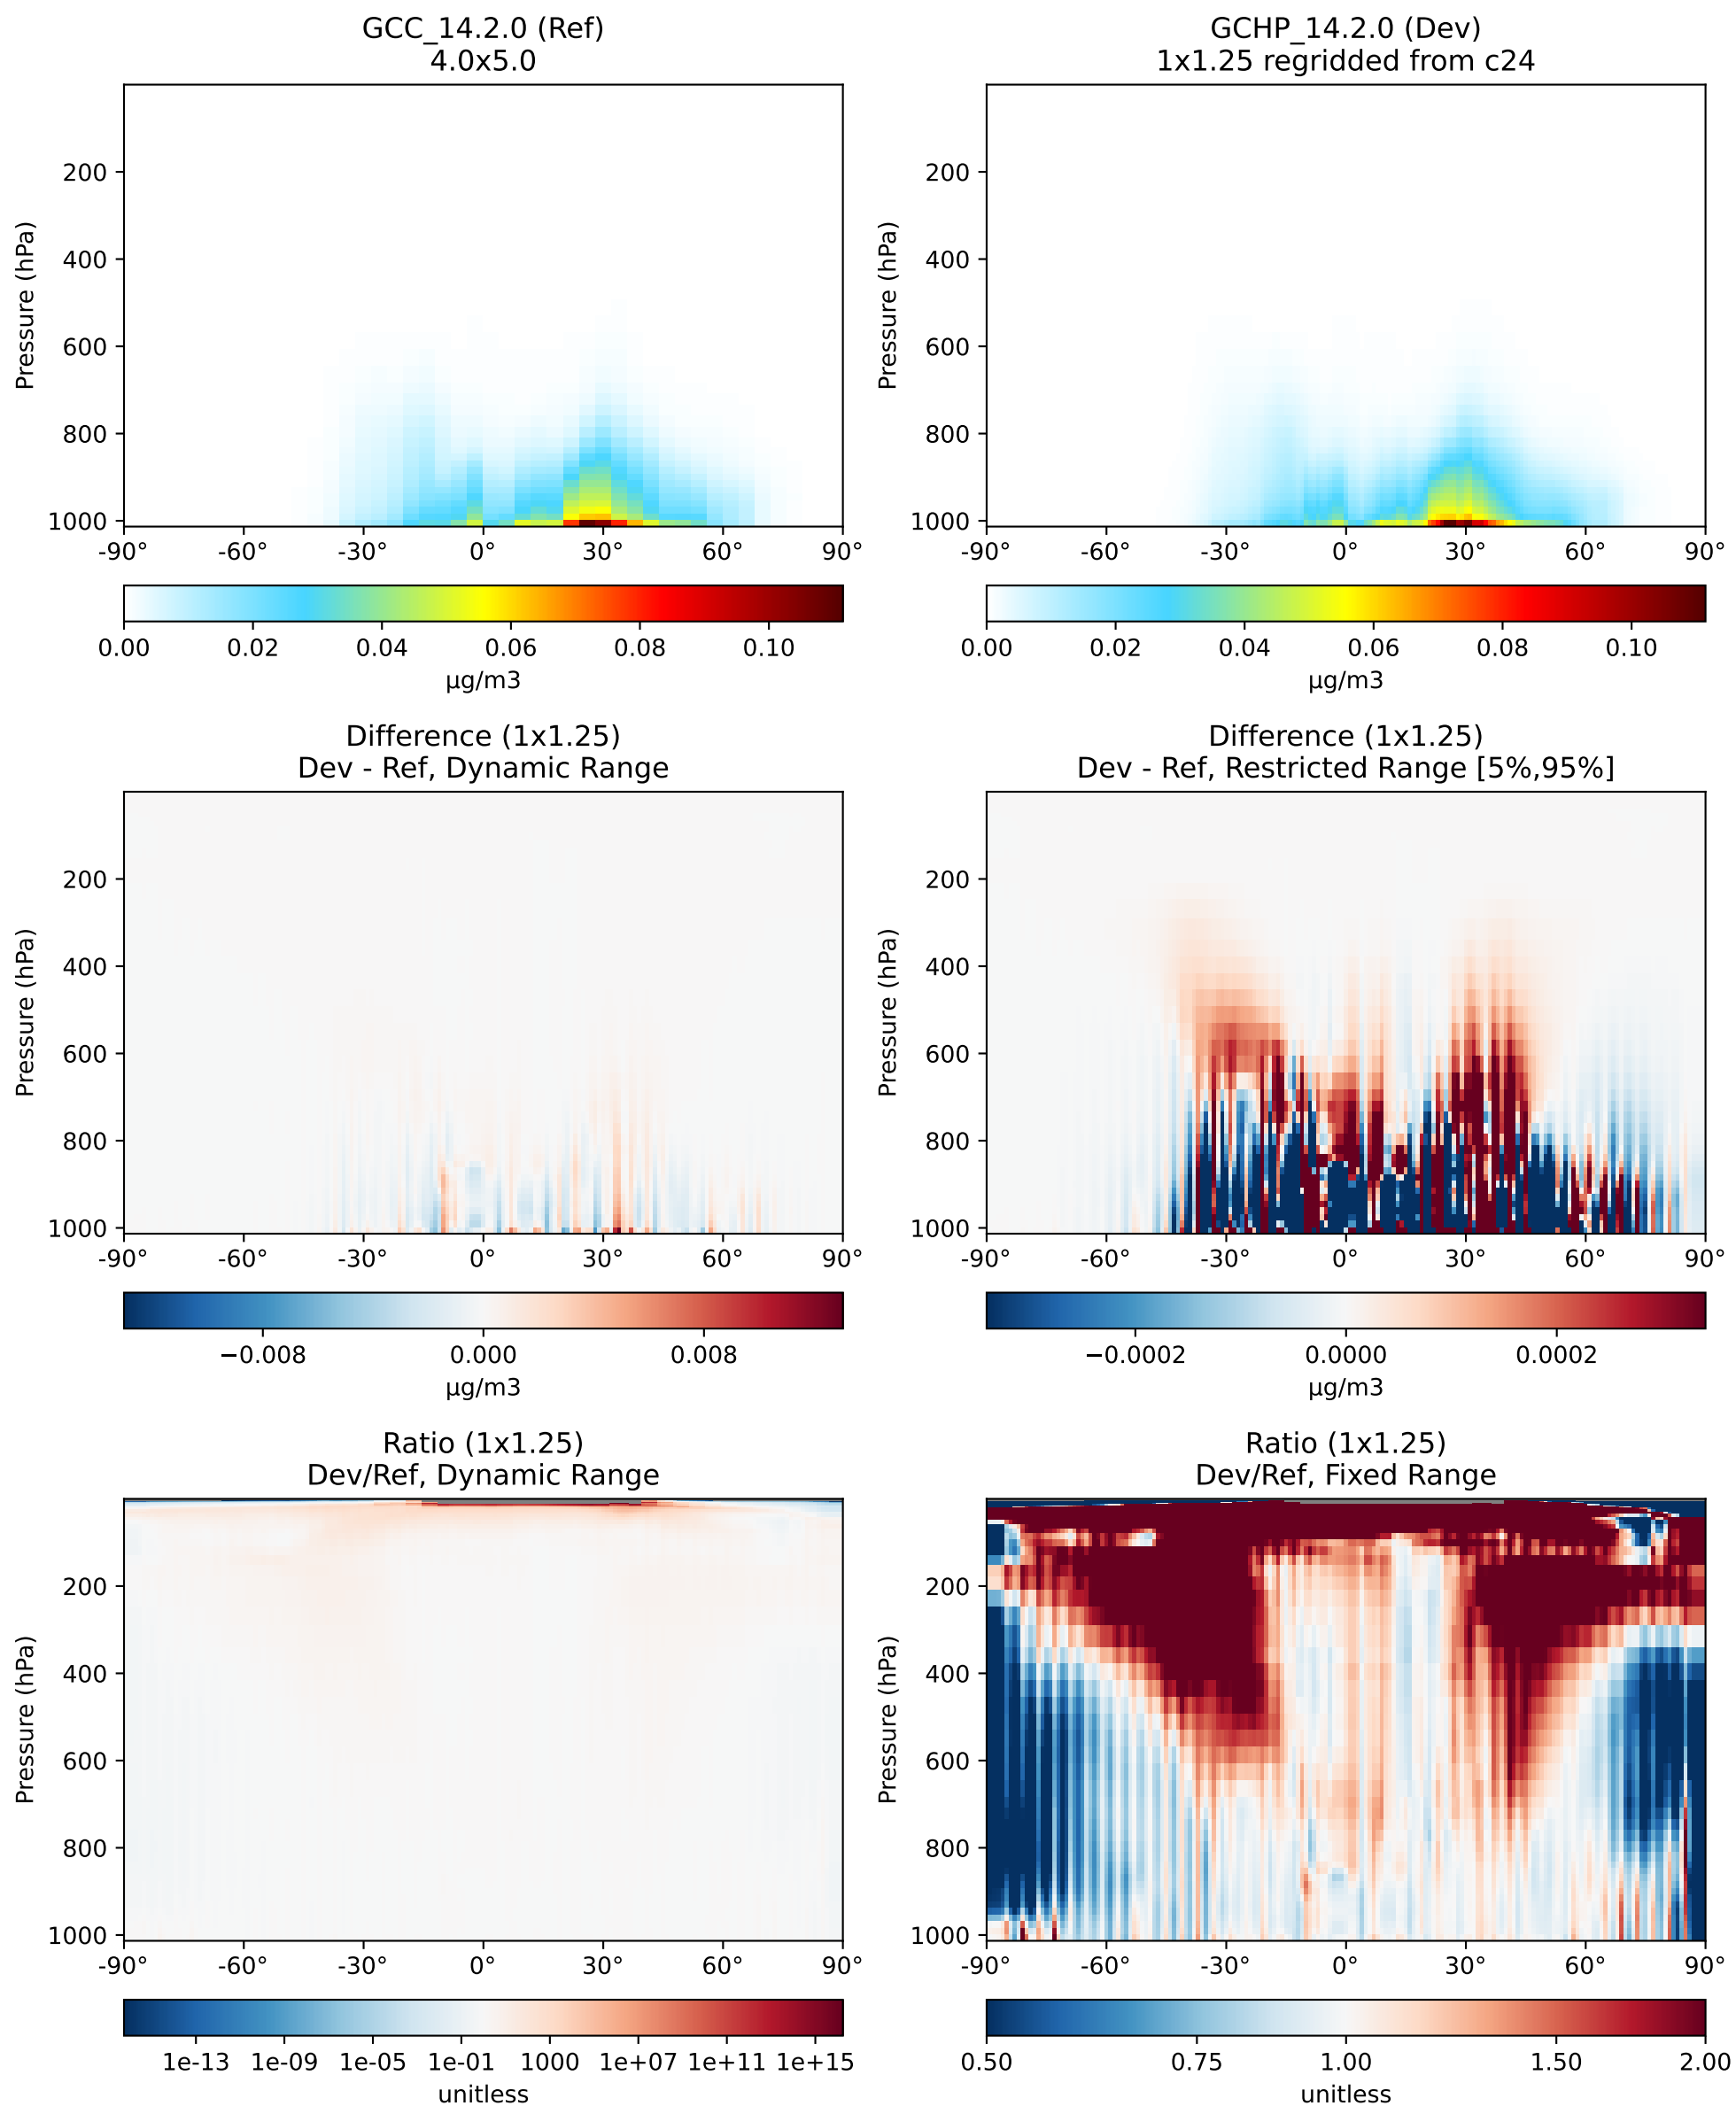 GCC_14.2.0 (Ref)
4.0x5.0
Pressure (hPa)
200
400
600
800
1000
-90° -60° -30° 0° 30° 60° 90°
0.00 0.02 0.04 0.06 0.08 0.10
µg/m3
GCHP_14.2.0 (Dev)
1x1.25 regridded from c24
Pressure (hPa)
200
400
600
800
1000
-90° -60° -30° 0° 30° 60° 90°
0.00 0.02 0.04 0.06 0.08 0.10
µg/m3
Difference (1x1.25)
Dev - Ref, Dynamic Range
Pressure (hPa)
200
400
600
800
1000
-90° -60° -30° 0° 30° 60° 90°
−0.008 0.000 0.008
µg/m3
Difference (1x1.25)
Dev - Ref, Restricted Range [5%,95%]
Pressure (hPa)
200
400
600
800
1000
-90° -60° -30° 0° 30° 60° 90°
−0.0002 0.0000 0.0002
µg/m3
Ratio (1x1.25)
Dev/Ref, Dynamic Range
Pressure (hPa)
200
400
600
800
1000
-90° -60° -30° 0° 30° 60° 90°
1e-13 1e-09 1e-05 1e-01 1000 1e+07 1e+11 1e+15
unitless
Ratio (1x1.25)
Dev/Ref, Fixed Range
Pressure (hPa)
200
400
600
800
1000
-90° -60° -30° 0° 30° 60° 90°
0.50 0.75 1.00 1.50 2.00
unitless